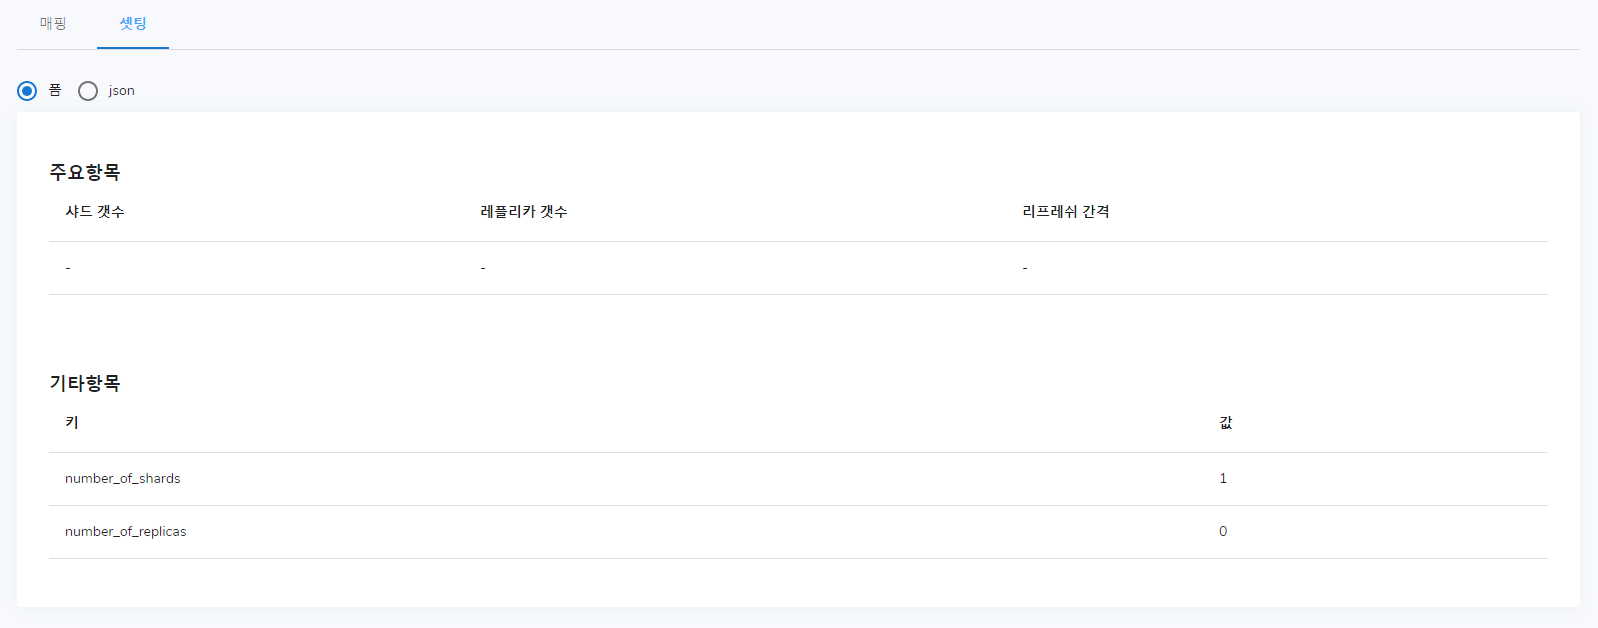 매핑 셋팅
폼 json
주요항목
샤드 갯수 레플리카 갯수 리프레쉬 간격
- - -
기타항목
키 값
number_of_shards 1
number_of_replicas 0